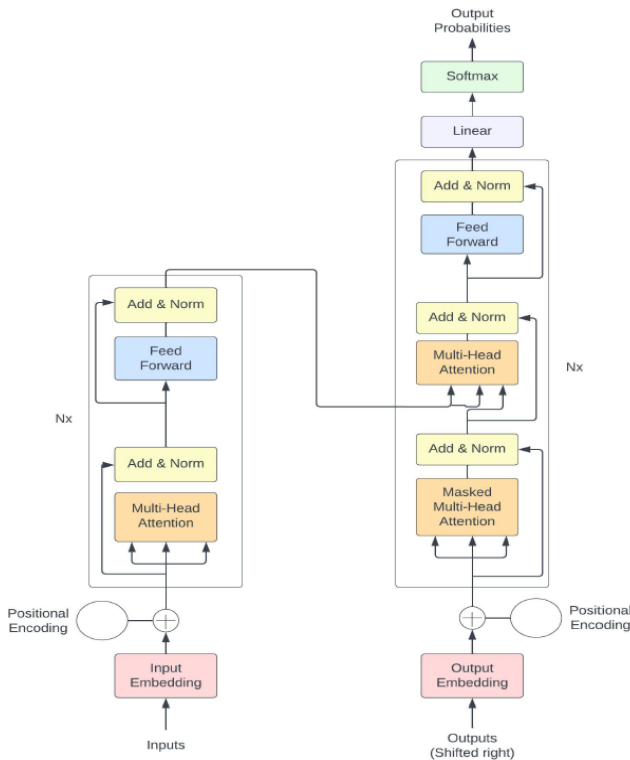 Output
Probabilities
Softmax
Linear
Add & Norm
Feed
Forward
Add & Norm
Multi-Head
Attention
Nx
Add & Norm
Masked
Multi-Head
Attention
Positional
Encoding
Output
Embedding
Outputs
(Shifted right)
Add & Norm
Feed
Forward
Nx
Add & Norm
Multi-Head
Attention
Positional
Encoding
Input
Embedding
Inputs